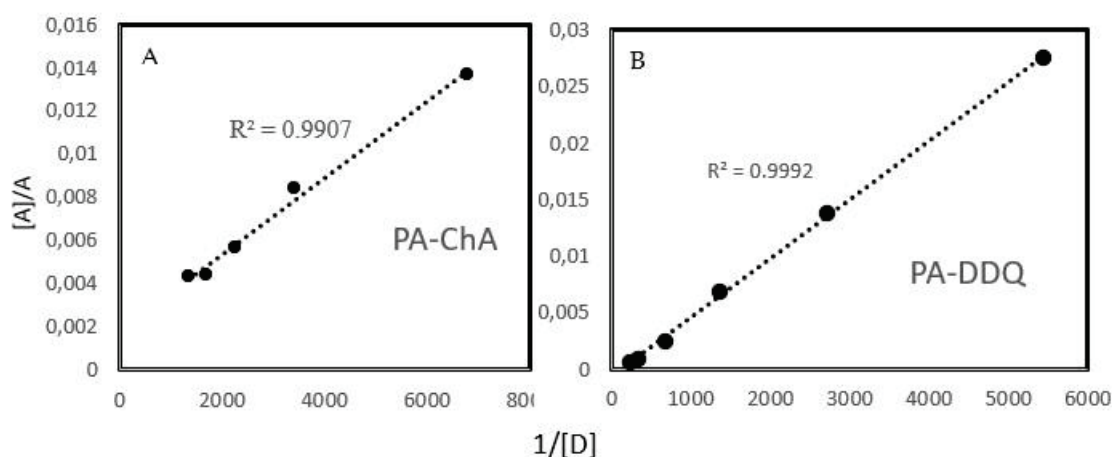 0,016
0,014
0,012
0,01
0,008
0,006
0,004
0,002
0
[A]/A
A
R² = 0.9907
PA-ChA
0 2000 4000 6000 800
0,03
0,025
0,02
0,015
0,01
0,005
0
B
R² = 0.9992
PA-DDQ
0 1000 2000 3000 4000 5000 6000
1/[D]